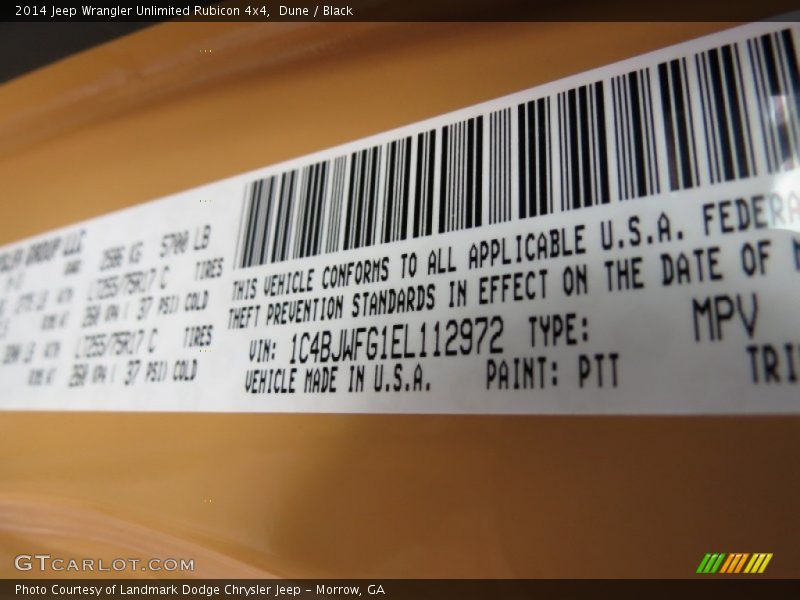 2014 Jeep Wrangler Unlimited Rubicon 4x4, Dune / Black
GROUP LLC
2586 KG 5700 LB
LT255/75R17 C TIRES
250 KPA ( 37 PSI) COLD
LT255/75R17 C TIRES
250 KPA ( 37 PSI) COLD
THIS VEHICLE CONFORMS TO ALL APPLICABLE U.S.A. FEDERA
THEFT PREVENTION STANDARDS IN EFFECT ON THE DATE OF
VIN: 1C4BJWFG1EL112972 TYPE: MPV
VEHICLE MADE IN U.S.A. PAINT: PTT TRI
GTCARLOT.COM
Photo Courtesy of Landmark Dodge Chrysler Jeep – Morrow, GA